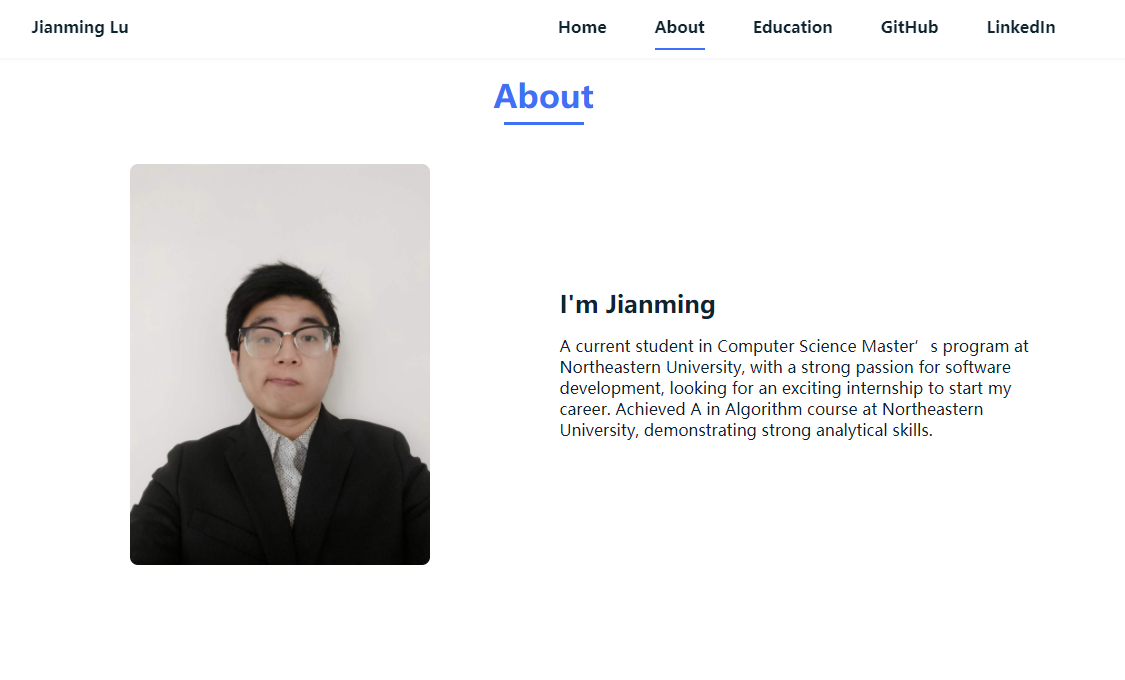 Jianming Lu Home About Education GitHub LinkedIn
About
I'm Jianming
A current student in Computer Science Master’s program at
Northeastern University, with a strong passion for software
development, looking for an exciting internship to start my
career. Achieved A in Algorithm course at Northeastern
University, demonstrating strong analytical skills.